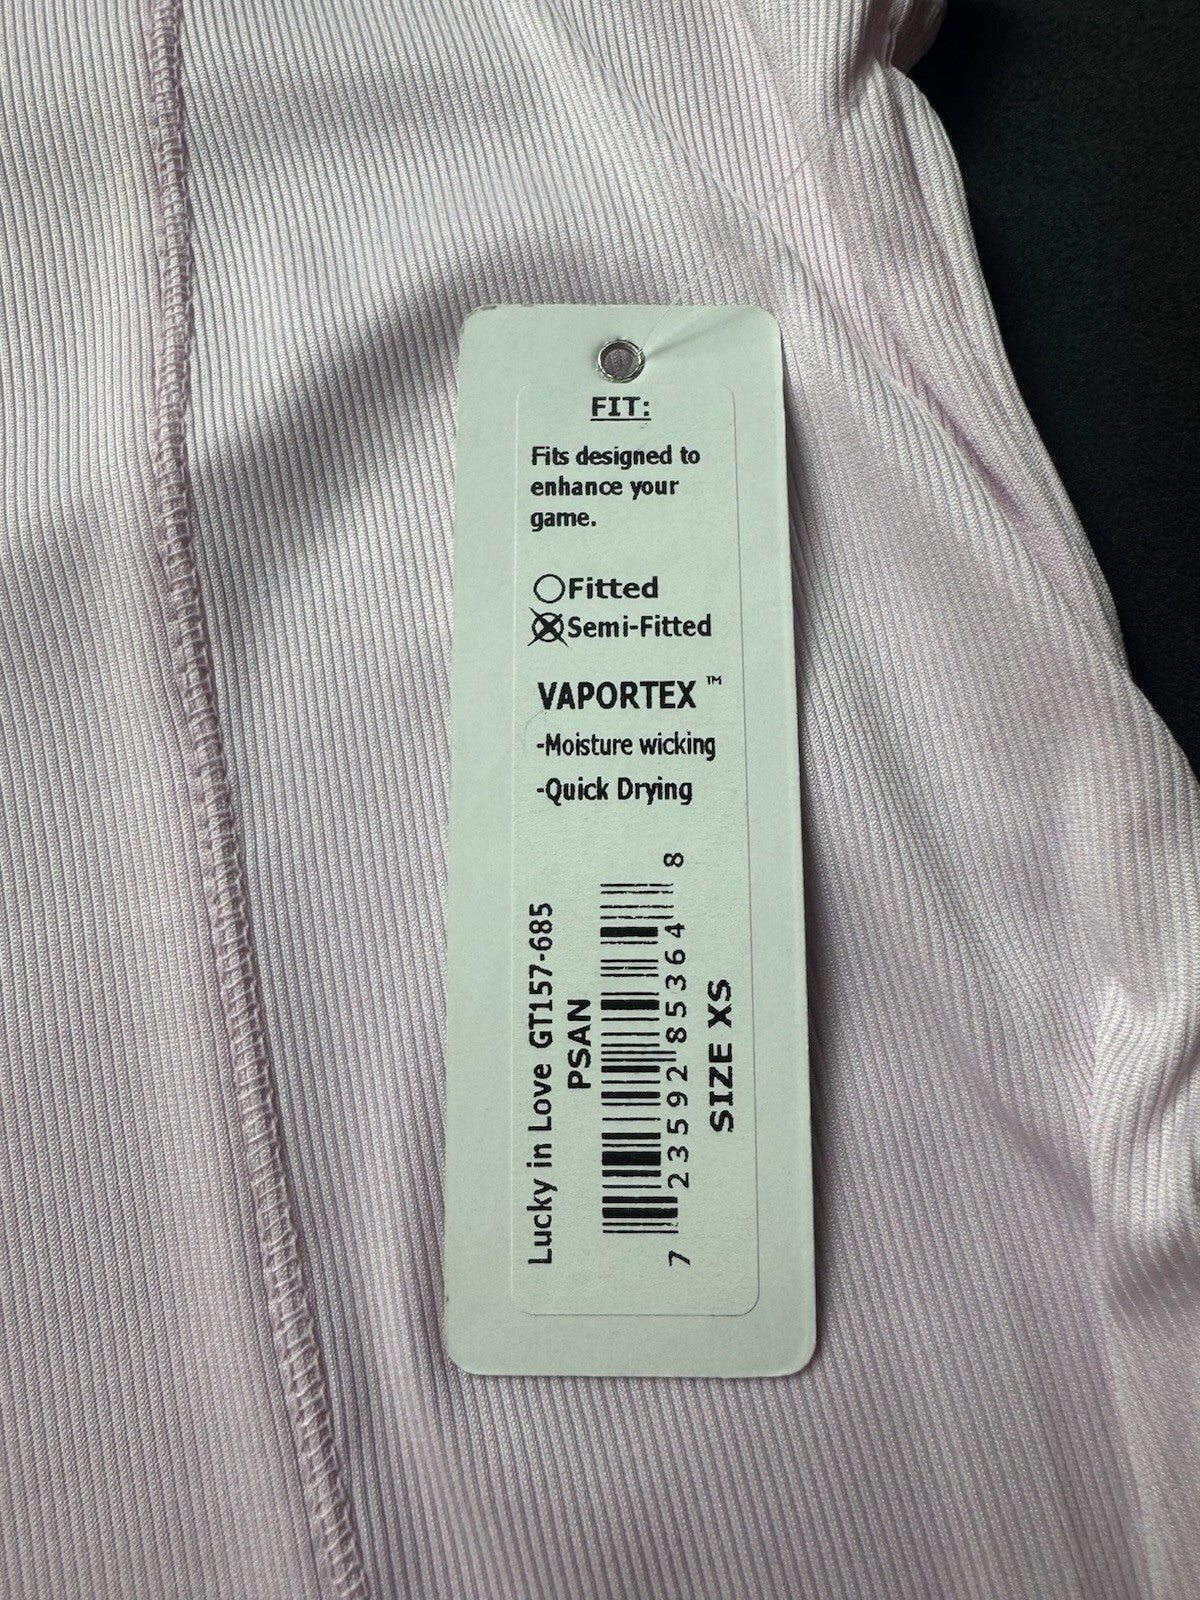 FIT:
Fits designed to
enhance your
game.
Fitted
Semi-Fitted
VAPORTEX™
-Moisture wicking
-Quick Drying
Lucky in Love GT157-685
PSAN
7 23592 85364 8
SIZE XS